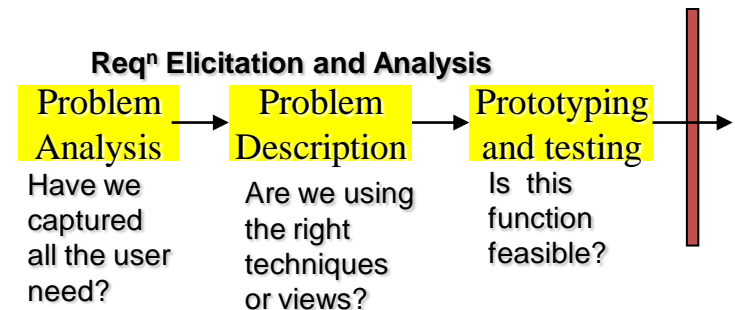 Reqⁿ Elicitation and Analysis
Problem
Analysis
Problem
Description
Prototyping
and testing
Have we
captured
all the user
need?
Are we using
the right
techniques
or views?
Is this
function
feasible?